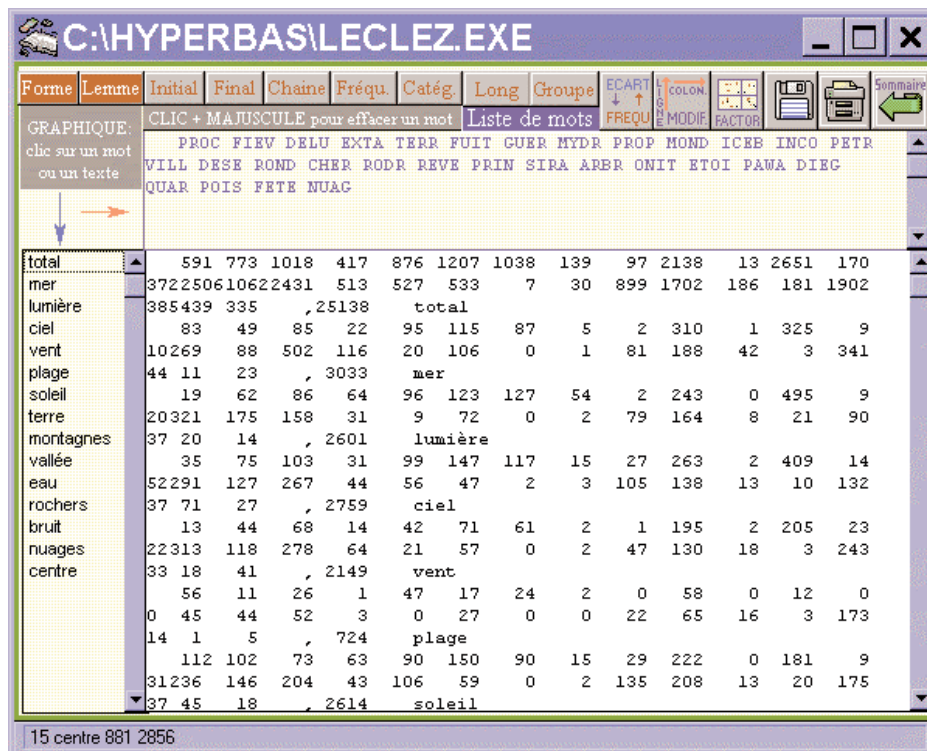 C:\HYPERBAS\LECLEZ.EXE
Forme Lemme Initial Final Chaine Fréqu. Catég. Long Groupe ECART FREQU LIGNE COLON. MODIF. FACTOR Sommaire
GRAPHIQUE:
clic sur un mot
ou un texte
CLIC + MAJUSCULE pour effacer un mot Liste de mots
PROC FIEV DELU EXTA TERR FUIT GUER MYDR PROP MOND ICEB INCO PETR
VILL DESE ROND CHER RODR REVE PRIN SIRA ARBR ONIT ETOI PAWA DIEG
QUAR POIS FETE NUAG
total
mer
lumière
ciel
vent
plage
soleil
terre
montagnes
vallée
eau
rochers
bruit
nuages
centre
591 773 1018 417 876 1207 1038 139 97 2138 13 2651 170
372250610622431 513 527 533 7 30 899 1702 186 181 1902
385439 335 ,25138 total
83 49 85 22 95 115 87 5 2 310 1 325 9
10269 88 502 116 20 106 0 1 81 188 42 3 341
44 11 23 , 3033 mer
19 62 86 64 96 123 127 54 2 243 0 495 9
20321 175 158 31 9 72 0 2 79 164 8 21 90
37 20 14 , 2601 lumière
35 75 103 31 99 147 117 15 27 263 2 409 14
52291 127 267 44 56 47 2 3 105 138 13 10 132
37 71 27 , 2759 ciel
13 44 68 14 42 71 61 2 1 195 2 205 23
22313 118 278 64 21 57 0 2 47 130 18 3 243
33 18 41 , 2149 vent
56 11 26 1 47 17 24 2 0 58 0 12 0
0 45 44 52 3 0 27 0 0 22 65 16 3 173
14 1 5 , 724 plage
112 102 73 63 90 150 90 15 29 222 0 181 9
31236 146 204 43 106 59 0 2 135 208 13 20 175
37 45 18 , 2614 soleil
15 centre 881 2856